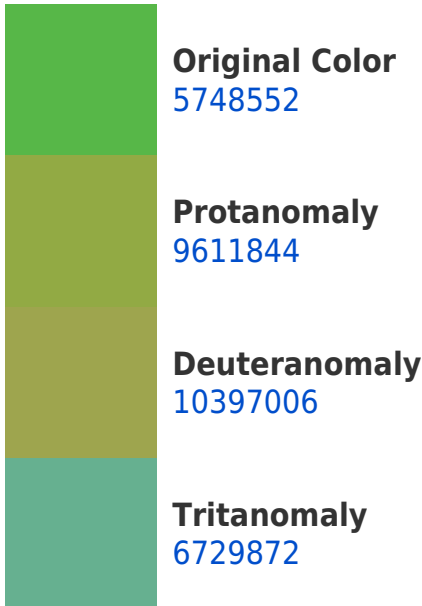 Original Color
5748552
Protanomaly
9611844
Deuteranomaly
10397006
Tritanomaly
6729872